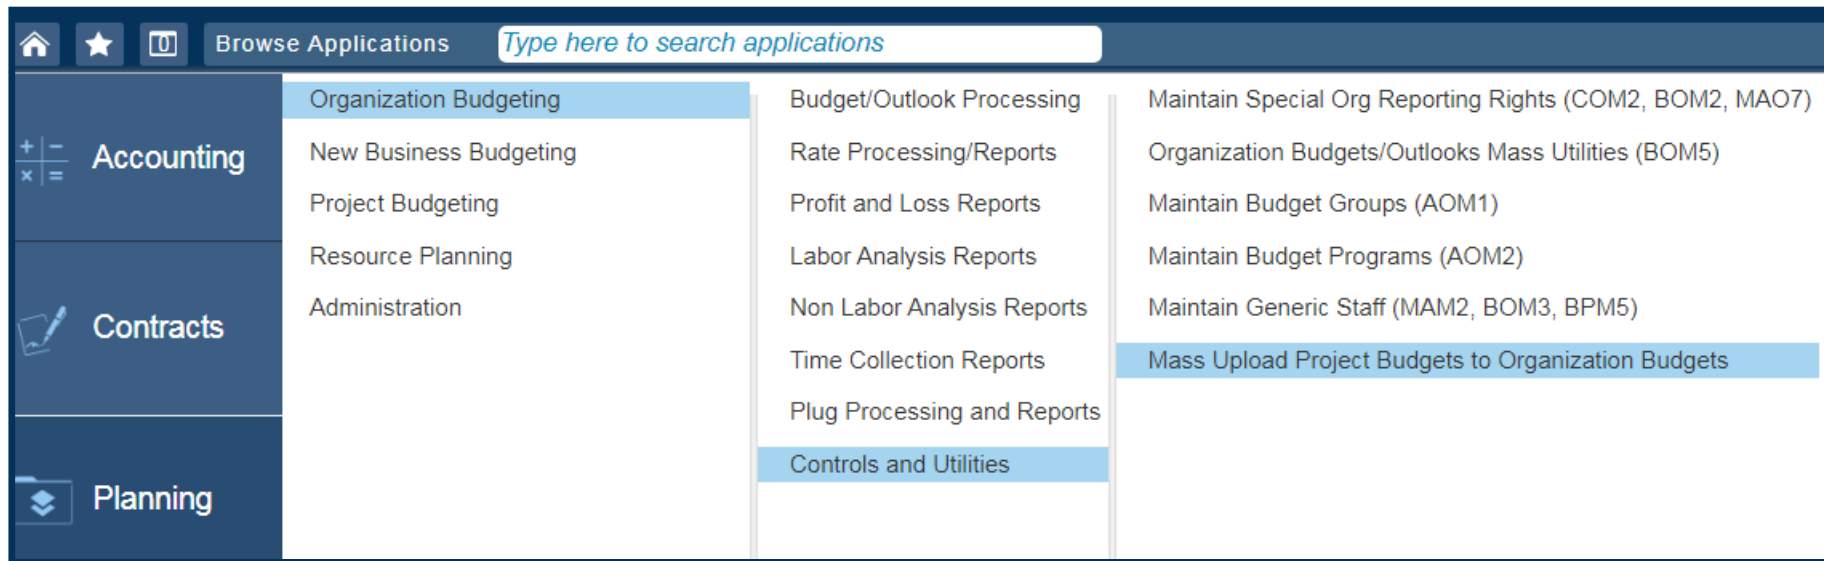 Browse Applications
Type here to search applications
Accounting
Contracts
Planning
Organization Budgeting
New Business Budgeting
Project Budgeting
Resource Planning
Administration
Budget/Outlook Processing
Rate Processing/Reports
Profit and Loss Reports
Labor Analysis Reports
Non Labor Analysis Reports
Time Collection Reports
Plug Processing and Reports
Controls and Utilities
Maintain Special Org Reporting Rights (COM2, BOM2, MAO7)
Organization Budgets/Outlooks Mass Utilities (BOM5)
Maintain Budget Groups (AOM1)
Maintain Budget Programs (AOM2)
Maintain Generic Staff (MAM2, BOM3, BPM5)
Mass Upload Project Budgets to Organization Budgets